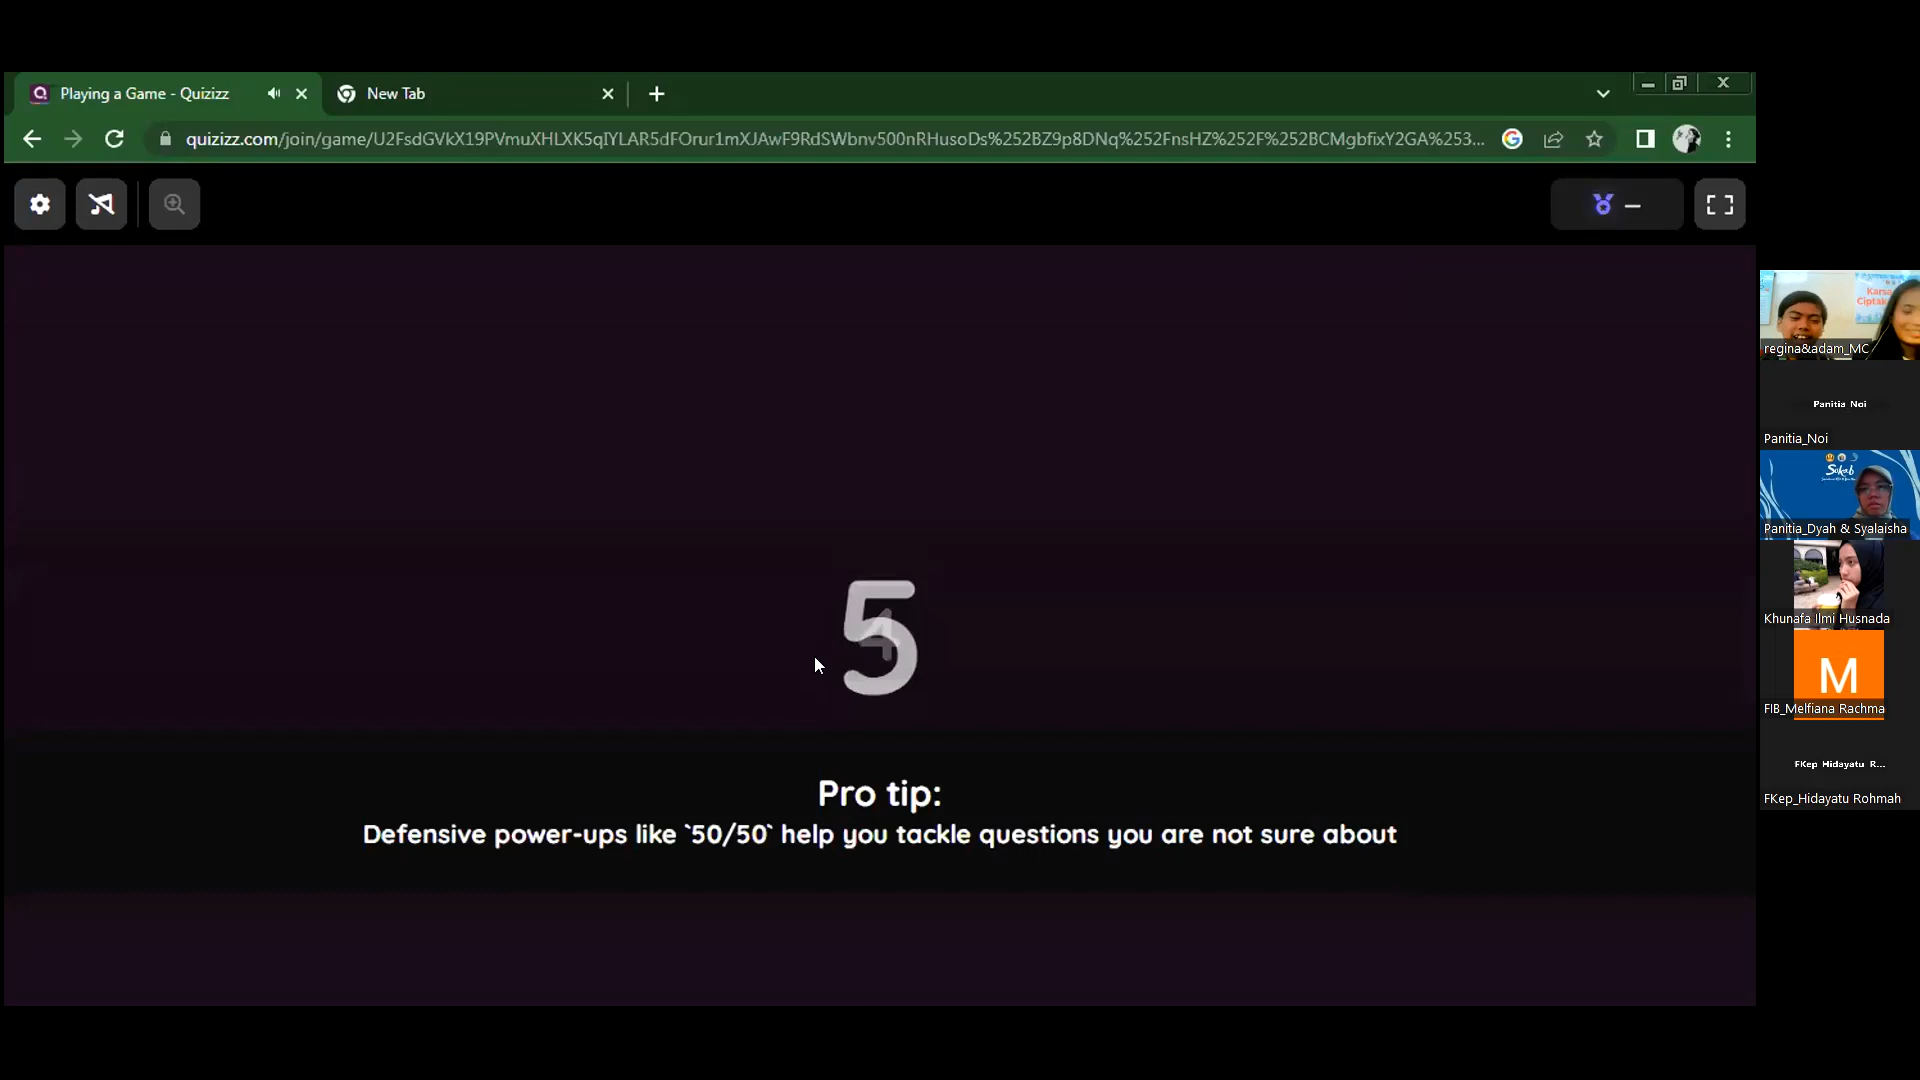 Playing a Game - Quizizz
New Tab
quizizz.com/join/game/U2FsdGVkX19PVmuXHLXK5qIYLAR5dFOrur1mXJAwF9RdSWbnv500nRHusoDs%252BZ9p8DNq%252FnsHZ%252F%252BCMgbfixY2GA%253...
5
Pro tip:
Defensive power-ups like `50/50` help you tackle questions you are not sure about
Karsa
Ciptak
regina&adam_MC
Panitia Noi
Panitia_Noi
Panitia_Dyah & Syalaisha
Khunafa Ilmi Husnada
M
FIB_Melfiana Rachma
FKep Hidayatu R...
FKep_Hidayatu Rohmah